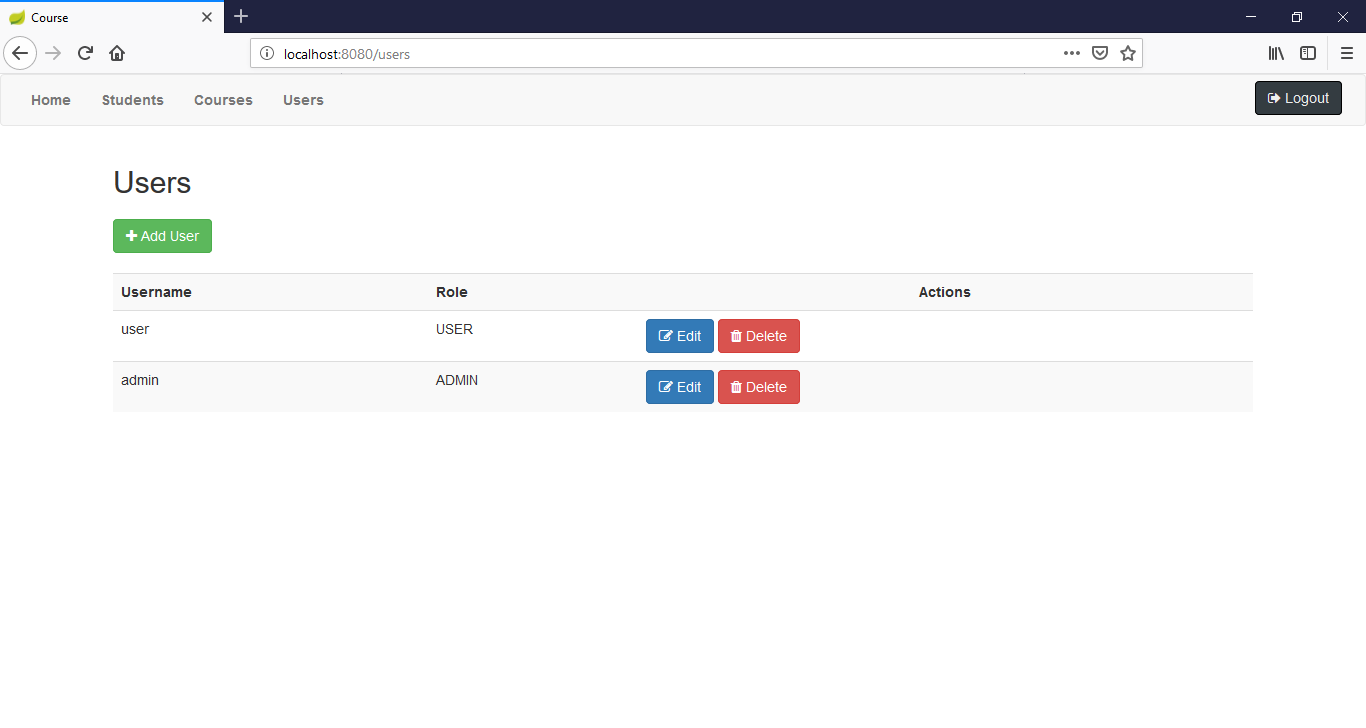 Course
localhost:8080/users
Home Students Courses Users Logout
Users
Add User
Username Role Actions
user USER Edit Delete
admin ADMIN Edit Delete